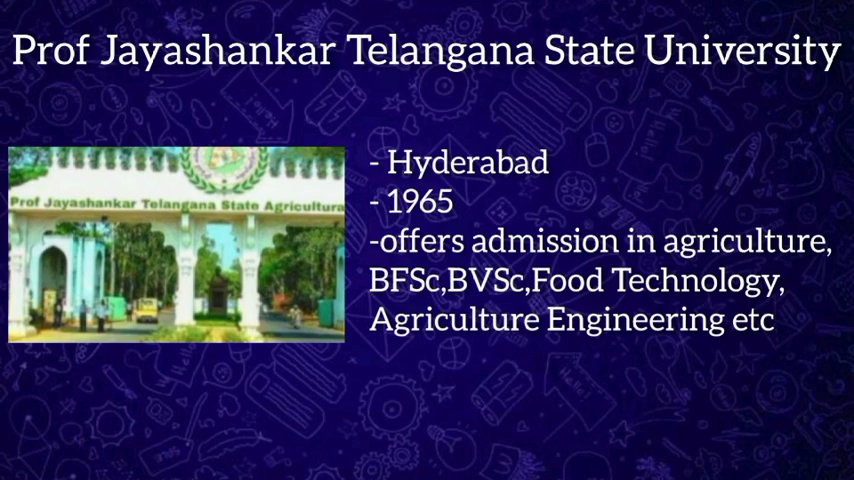 Prof Jayashankar Telangana State University
Prof Jayashankar Telangana State Agricultura
- Hyderabad
- 1965
-offers admission in agriculture,
BFSc,BVSc,Food Technology,
Agriculture Engineering etc